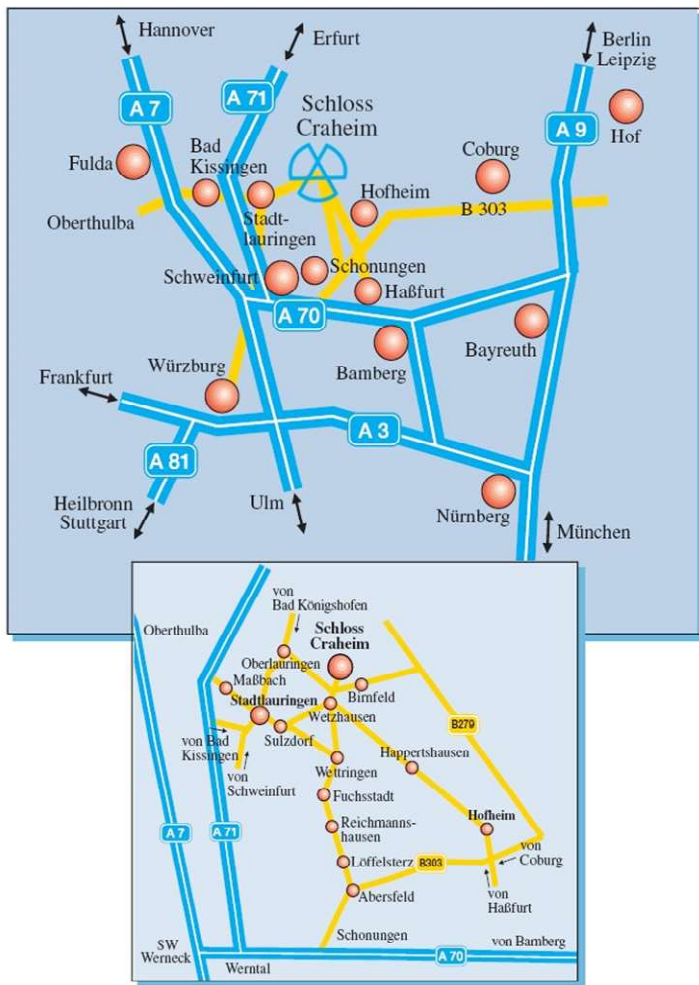 Hannover
Erfurt
Berlin
Leipzig
A 7
A 71
Schloss
Craheim
A 9
Hof
Fulda
Bad
Kissingen
Coburg
Hofheim
Oberthulba
Stadt-
lauringen
B 303
Schweinfurt
Schonungen
Haßfurt
A 70
Würzburg
Bamberg
Bayreuth
Frankfurt
A 3
A 81
Heilbronn
Stuttgart
Ulm
Nürnberg
München
von
Bad Königshofen
Oberthulba
Schloss
Craheim
Oberlauringen
Maßbach
Birnfeld
Stadtlauringen
Wetzhausen
B279
Sulzdorf
von Bad
Kissingen
Happertshausen
von
Schweinfurt
Wettringen
Fuchsstadt
Hofheim
Reichmanns-
hausen
A 7
A 71
von
Coburg
Löffelsterz
B303
Abersfeld
von
Haßfurt
Schonungen
SW
Werneck
von Bamberg
A 70
Werntal